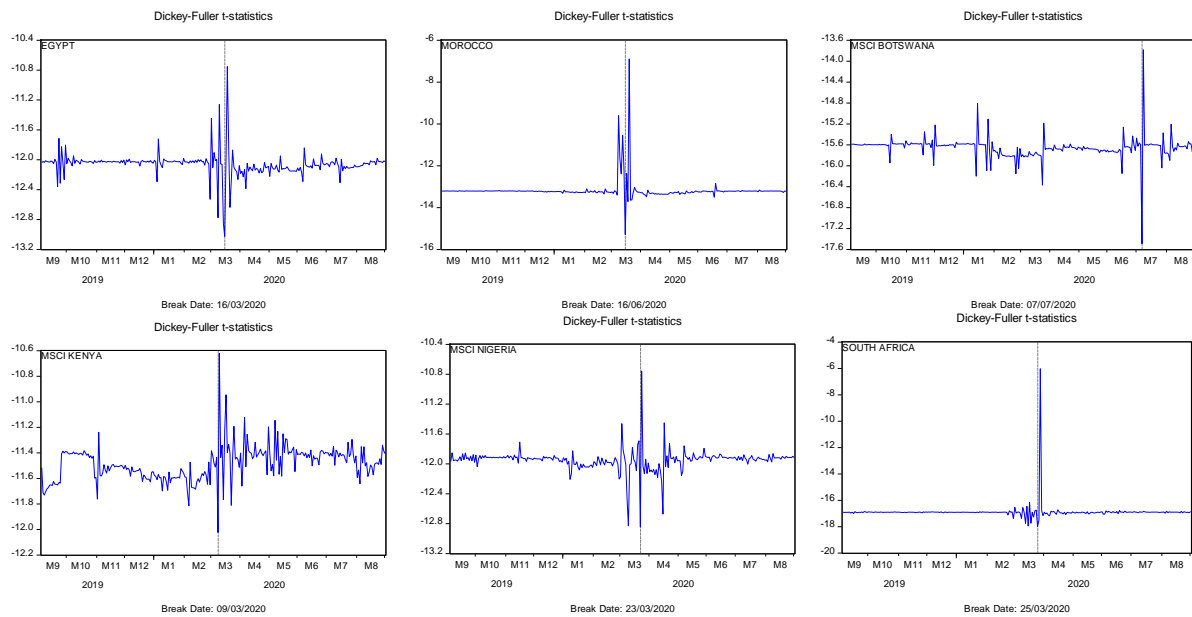 Dickey-Fuller t-statistics
EGYPT
-10.4
-10.8
-11.2
-11.6
-12.0
-12.4
-12.8
-13.2
M9 M10 M11 M12 M1 M2 M3 M4 M5 M6 M7 M8
2019 2020
Break Date: 16/03/2020
Dickey-Fuller t-statistics
MOROCCO
-6
-8
-10
-12
-14
-16
M9 M10 M11 M12 M1 M2 M3 M4 M5 M6 M7 M8
2019 2020
Break Date: 16/06/2020
Dickey-Fuller t-statistics
MSCI BOTSWANA
-13.6
-14.0
-14.4
-14.8
-15.2
-15.6
-16.0
-16.4
-16.8
-17.2
-17.6
M9 M10 M11 M12 M1 M2 M3 M4 M5 M6 M7 M8
2019 2020
Break Date: 07/07/2020
Dickey-Fuller t-statistics
MSCI KENYA
-10.6
-10.8
-11.0
-11.2
-11.4
-11.6
-11.8
-12.0
-12.2
M9 M10 M11 M12 M1 M2 M3 M4 M5 M6 M7 M8
2019 2020
Break Date: 09/03/2020
Dickey-Fuller t-statistics
MSCI NIGERIA
-10.4
-10.8
-11.2
-11.6
-12.0
-12.4
-12.8
-13.2
M9 M10 M11 M12 M1 M2 M3 M4 M5 M6 M7 M8
2019 2020
Break Date: 23/03/2020
Dickey-Fuller t-statistics
SOUTH AFRICA
-4
-6
-8
-10
-12
-14
-16
-18
-20
M9 M10 M11 M12 M1 M2 M3 M4 M5 M6 M7 M8
2019 2020
Break Date: 25/03/2020